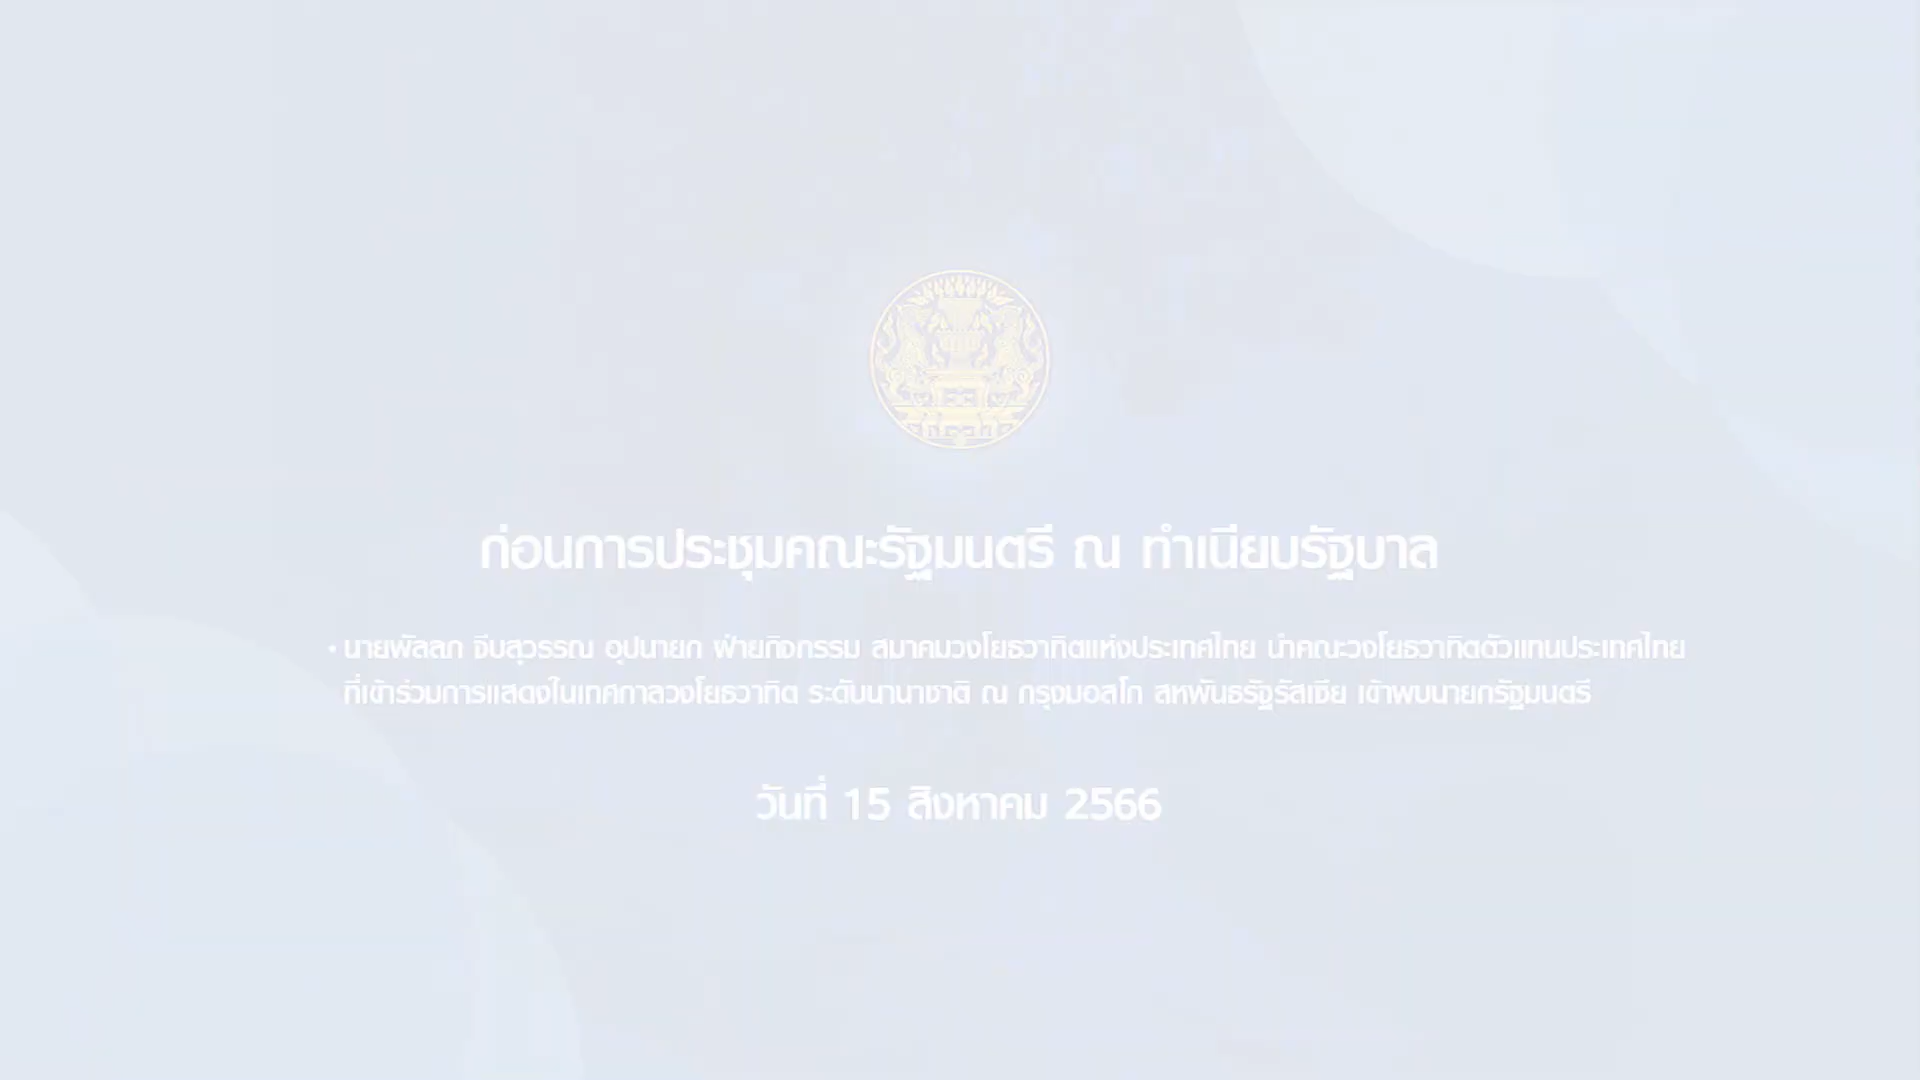 ก่อนการประชุมคณะรัฐมนตรี ณ ทำเนียบรัฐบาล
• นายพัลลภ จีบสุวรรณ อุปนายก ฝ่ายกิจกรรม สมาคมวงโยธวาทิตแห่งประเทศไทย นำคณะวงโยธวาทิตตัวแทนประเทศไทย
ที่เข้าร่วมการแสดงในเทศกาลวงโยธวาทิต ระดับนานาชาติ ณ กรุงมอสโก สหพันธรัฐรัสเซีย เข้าพบนายกรัฐมนตรี
วันที่ 15 สิงหาคม 2566